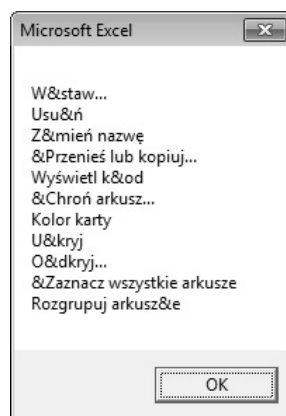 Microsoft Excel
W&staw...
Usu&ń
Z&mień nazwę
&Przenieś lub kopiuj...
Wyświetl k&od
&Chroń arkusz...
Kolor karty
U&kryj
O&dkryj...
&Zaznacz wszystkie arkusze
Rozgrupuj arkusz&e
OK